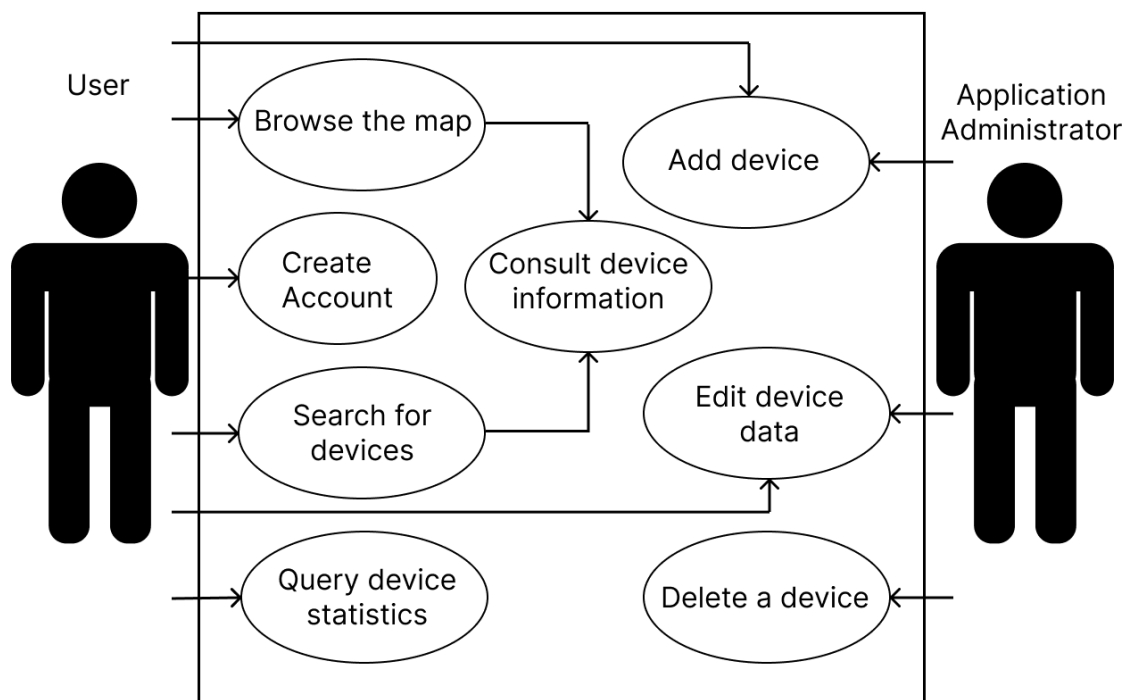 User
Application
Administrator
Browse the map
Add device
Create
Account
Consult device
information
Search for
devices
Edit device
data
Query device
statistics
Delete a device